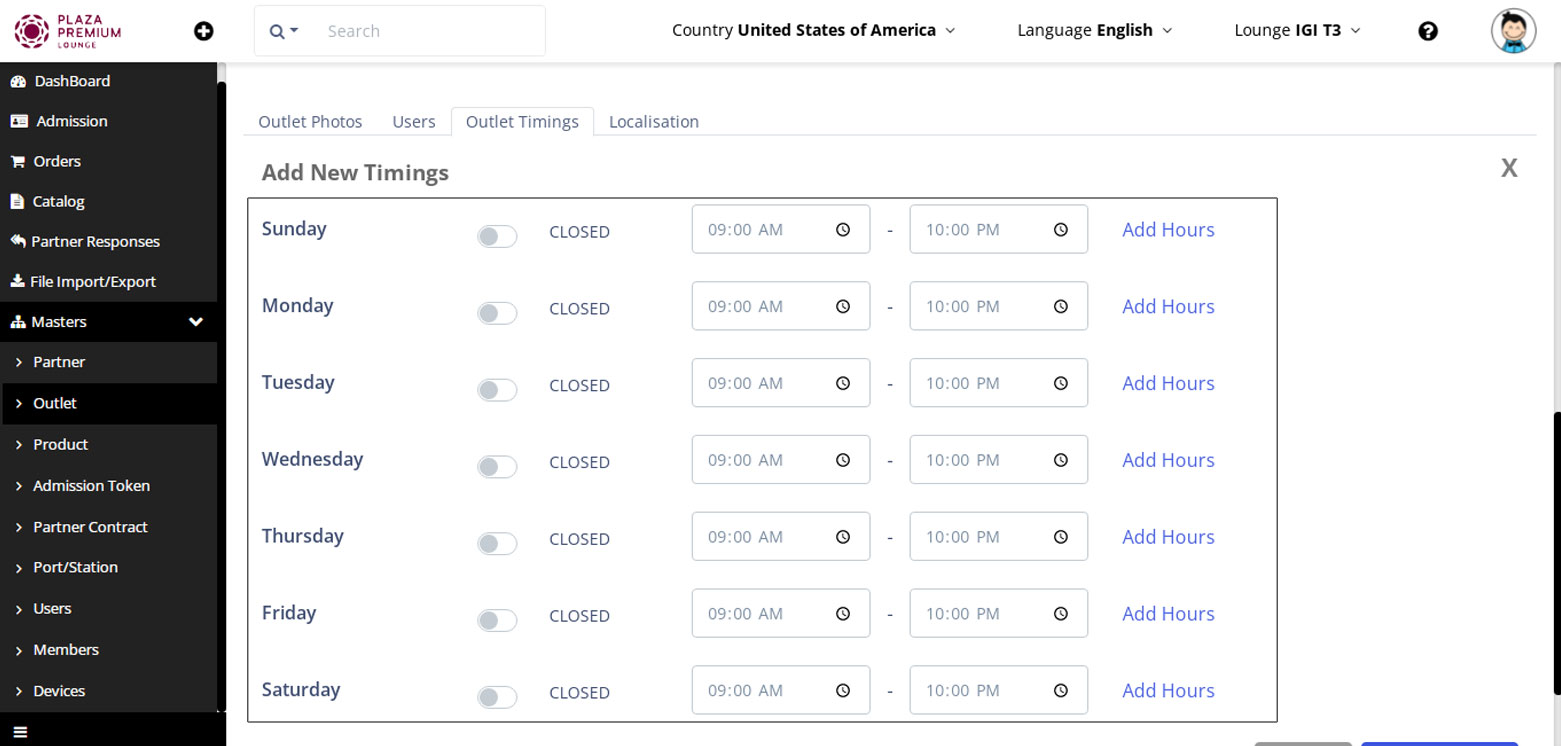 PLAZA
PREMIUM
LOUNGE
Search
Country United States of America
Language English
Lounge IGI T3
DashBoard
Admission
Orders
Catalog
Partner Responses
File Import/Export
Masters
Partner
Outlet
Product
Admission Token
Partner Contract
Port/Station
Users
Members
Devices
Outlet Photos Users Outlet Timings Localisation
Add New Timings X
Sunday CLOSED 09:00 AM - 10:00 PM Add Hours
Monday CLOSED 09:00 AM - 10:00 PM Add Hours
Tuesday CLOSED 09:00 AM - 10:00 PM Add Hours
Wednesday CLOSED 09:00 AM - 10:00 PM Add Hours
Thursday CLOSED 09:00 AM - 10:00 PM Add Hours
Friday CLOSED 09:00 AM - 10:00 PM Add Hours
Saturday CLOSED 09:00 AM - 10:00 PM Add Hours